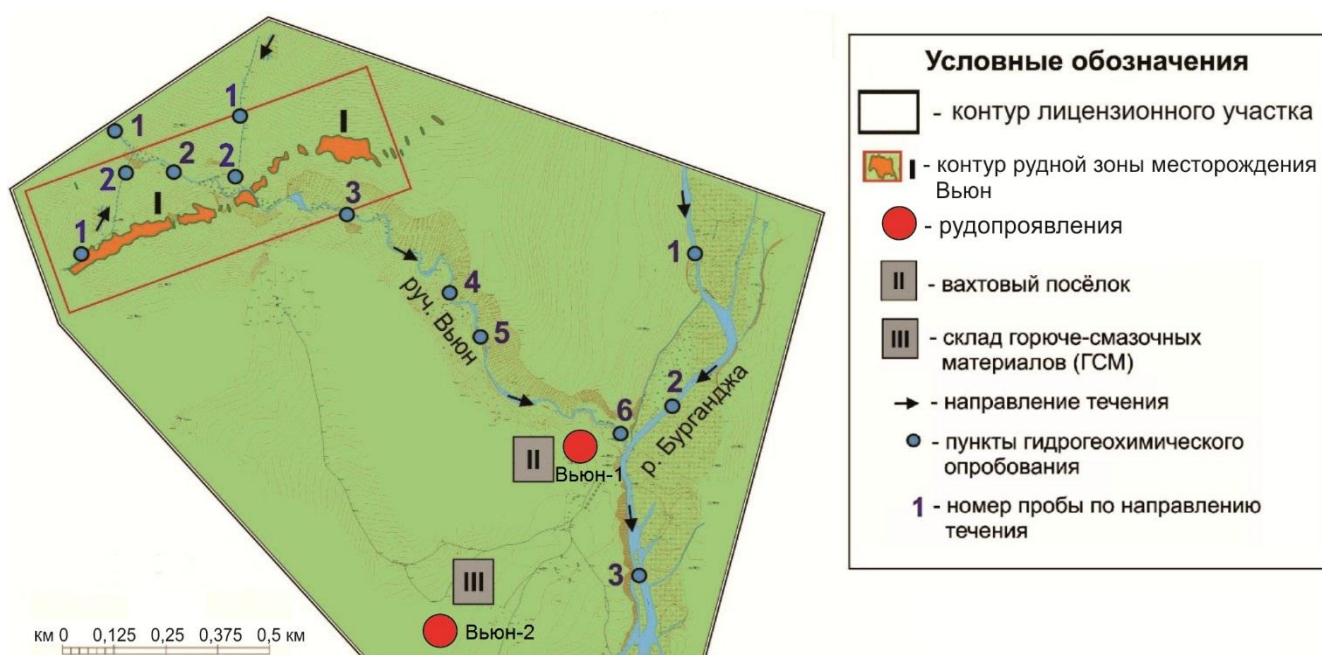 1
1
I
1
2
2
2
I
3
1
1
4
руч. Вьюн
5
2
6
р. Бурганджа
II
Вьюн-1
III
3
Вьюн-2
км 0 0,125 0,25 0,375 0,5 км
Условные обозначения
- контур лицензионного участка
I - контур рудной зоны месторождения
Вьюн
- рудопроявления
II - вахтовый посёлок
III - склад горюче-смазочных
материалов (ГСМ)
- направление течения
- пункты гидрогеохимического
опробования
1 - номер пробы по направлению
течения